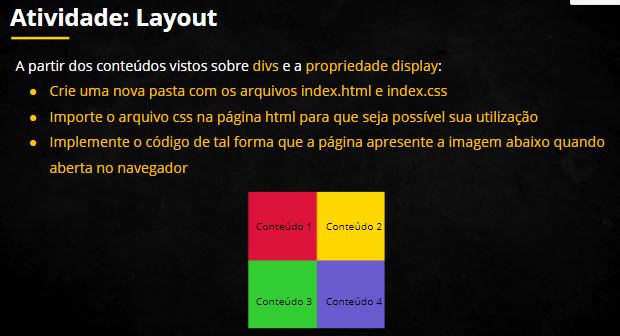 Atividade: Layout
A partir dos conteúdos vistos sobre divs e a propriedade display:
● Crie uma nova pasta com os arquivos index.html e index.css
● Importe o arquivo css na página html para que seja possível sua utilização
● Implemente o código de tal forma que a página apresente a imagem abaixo quando
aberta no navegador
Conteúdo 1 Conteúdo 2
Conteúdo 3 Conteúdo 4